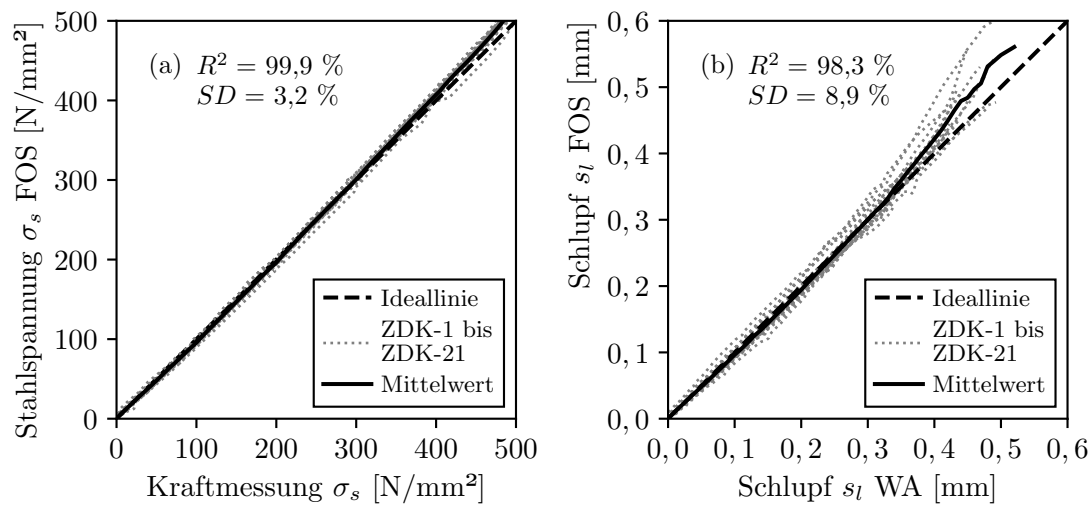 Stahlspannung σ_s FOS [N/mm²]
500
400
300
200
100
0
(a) R² = 99,9 %
SD = 3,2 %
Ideallinie
ZDK-1 bis
ZDK-21
Mittelwert
0 100 200 300 400 500
Kraftmessung σ_s [N/mm²]
Schlupf s_l FOS [mm]
0, 6
0, 5
0, 4
0, 3
0, 2
0, 1
0, 0
(b) R² = 98,3 %
SD = 8,9 %
Ideallinie
ZDK-1 bis
ZDK-21
Mittelwert
0, 0 0, 1 0, 2 0, 3 0, 4 0, 5 0, 6
Schlupf s_l WA [mm]